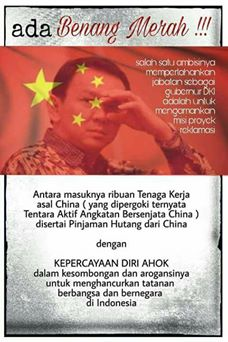 ada Benang Merah !!!
salah satu ambisinya
mempertahankan
jabatan sebagai
gubernur DKI
adalah untuk
mengamankan
misi proyek
reklamasi
Antara masuknya ribuan Tenaga Kerja
asal China ( yang dipergoki ternyata
Tentara Aktif Angkatan Bersenjata China )
disertai Pinjaman Hutang dari China
dengan
KEPERCAYAAN DIRI AHOK
dalam kesombongan dan arogansinya
untuk menghancurkan tatanan
berbangsa dan bernegara
di Indonesia